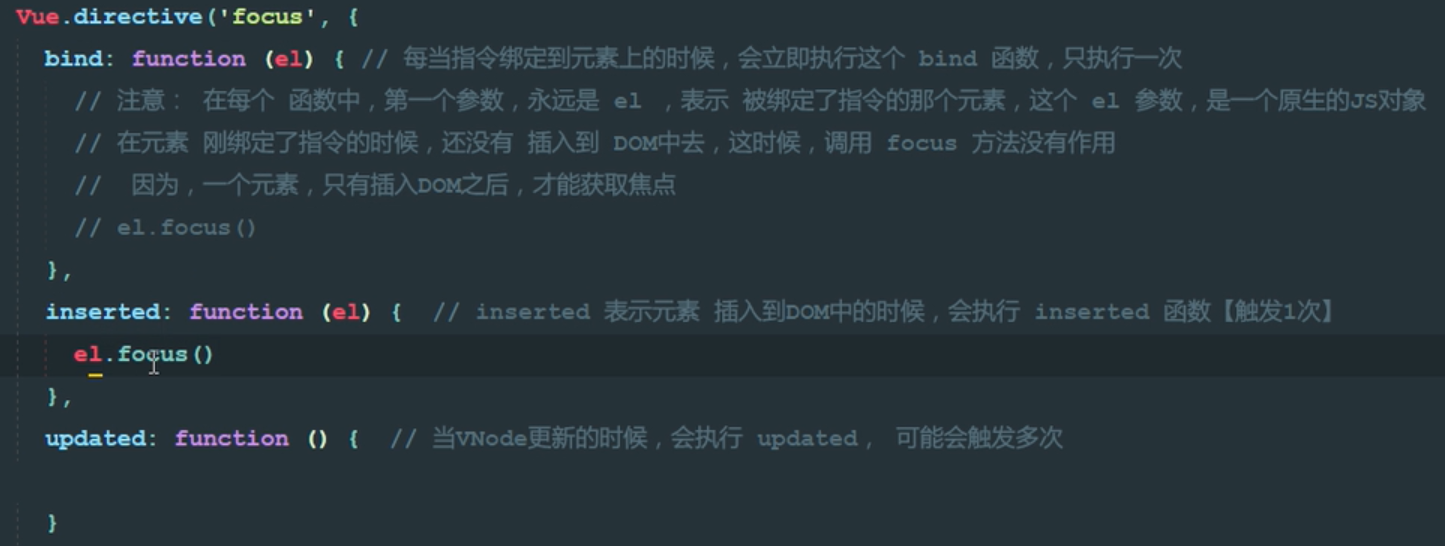 Vue.directive('focus', {
bind: function (el) { // 每当指令绑定到元素上的时候，会立即执行这个 bind 函数，只执行一次
// 注意： 在每个 函数中，第一个参数，永远是 el ，表示 被绑定了指令的那个元素，这个 el 参数，是一个原生的JS对象
// 在元素 刚绑定了指令的时候，还没有 插入到 DOM中去，这时候，调用 focus 方法没有作用
// 因为，一个元素，只有插入DOM之后，才能获取焦点
// el.focus()
},
inserted: function (el) { // inserted 表示元素 插入到DOM中的时候，会执行 inserted 函数【触发1次】
el.focus()
},
updated: function () { // 当VNode更新的时候，会执行 updated， 可能会触发多次
}